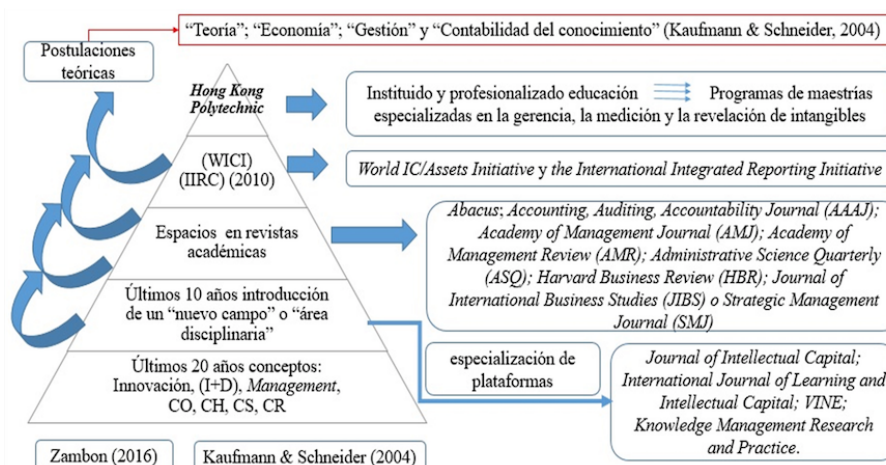 “Teoría”; “Economía”; “Gestión” y “Contabilidad del conocimiento” (Kaufmann & Schneider, 2004)
Postulaciones
teóricas
Hong Kong
Polytechnic
Instituido y profesionalizado educación Programas de maestrías
especializadas en la gerencia, la medición y la revelación de intangibles
(WICI)
(IIRC) (2010)
World IC/Assets Initiative y the International Integrated Reporting Initiative
Espacios en revistas
académicas
Abacus; Accounting, Auditing, Accountability Journal (AAAJ);
Academy of Management Journal (AMJ); Academy of
Management Review (AMR); Administrative Science Quarterly
(ASQ); Harvard Business Review (HBR); Journal of
International Business Studies (JIBS) o Strategic Management
Journal (SMJ)
Últimos 10 años introducción
de un “nuevo campo” o “área
disciplinaria”
especialización de
plataformas
Journal of Intellectual Capital;
International Journal of Learning and
Intellectual Capital; VINE;
Knowledge Management Research
and Practice.
Últimos 20 años conceptos:
Innovación, (I+D), Management,
CO, CH, CS, CR
Zambon (2016)
Kaufmann & Schneider (2004)